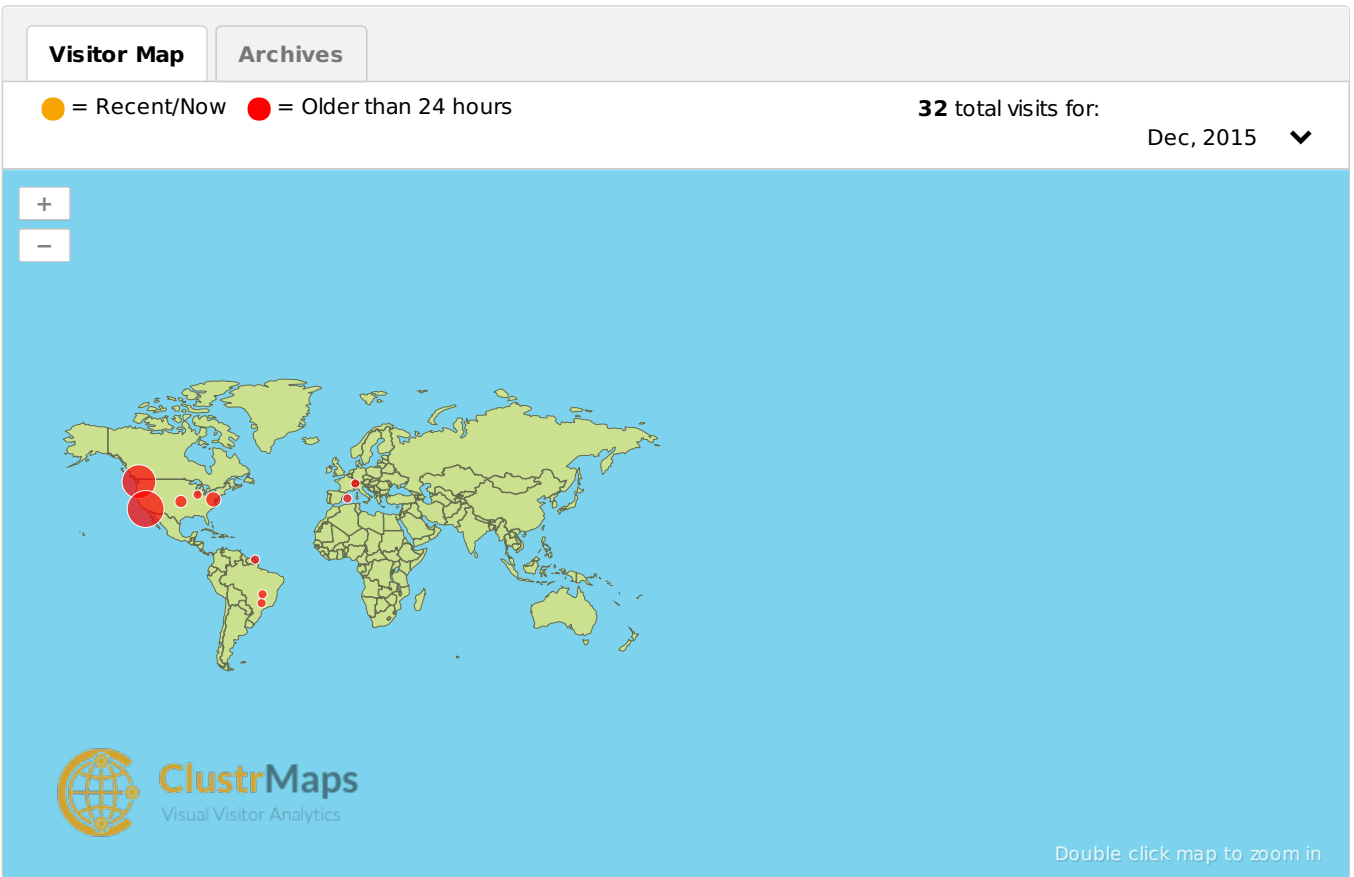 Visitor Map Archives
= Recent/Now = Older than 24 hours 32 total visits for:
Dec, 2015
+
−
ClustrMaps
Visual Visitor Analytics
Double click map to zoom in